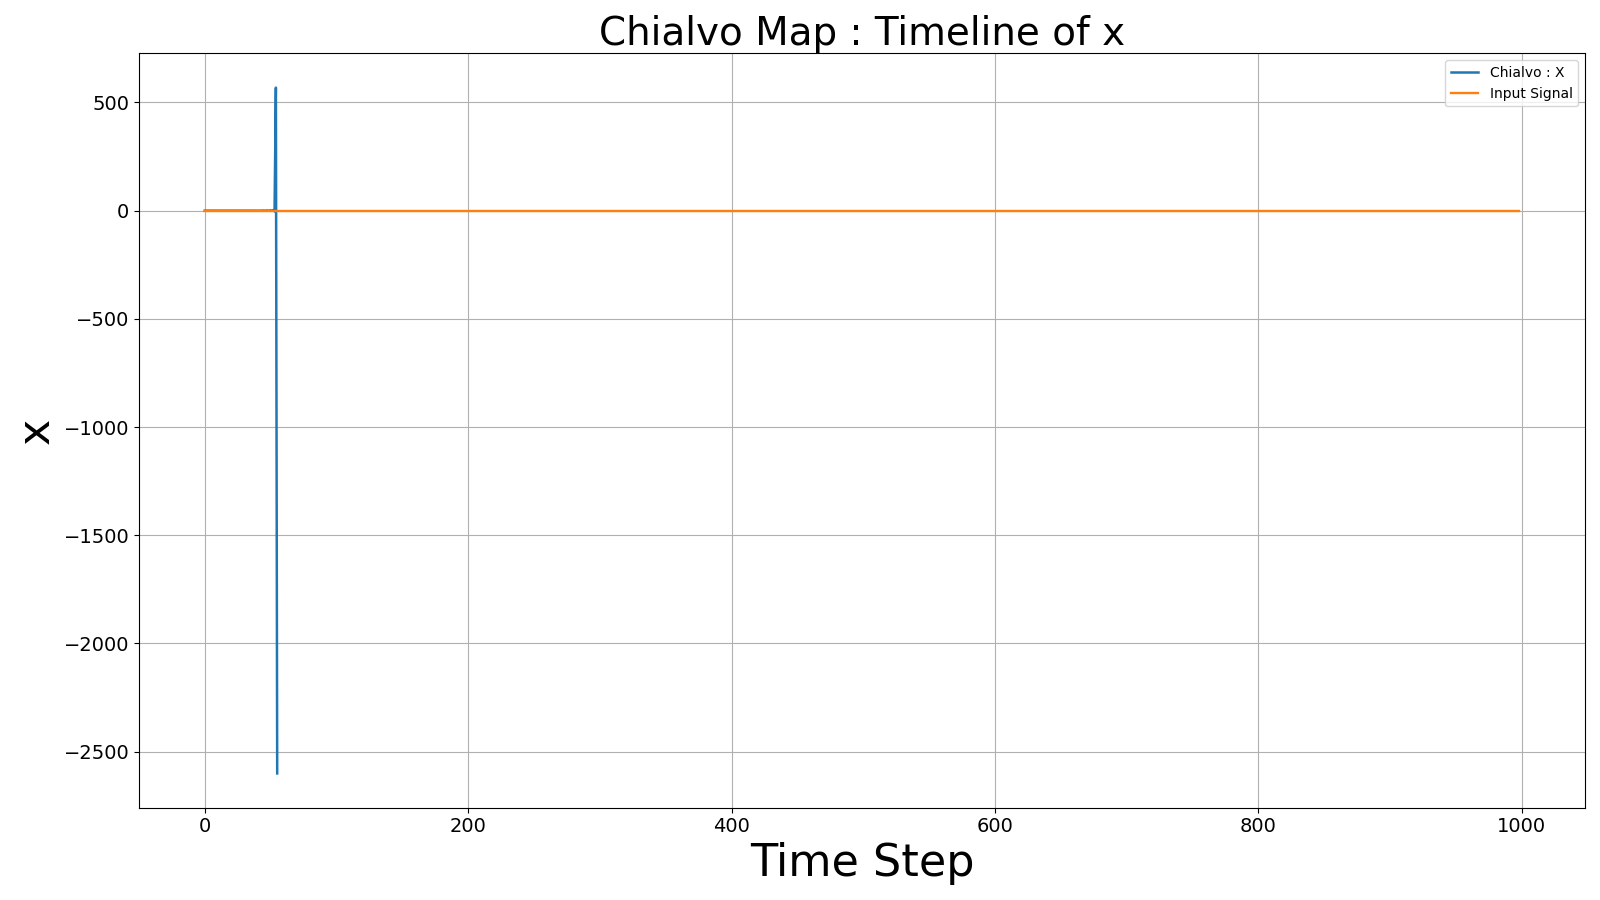 Chialvo Map : Timeline of x
Chialvo : X
Input Signal
500
0
−500
−1000
−1500
−2000
−2500
x
0 200 400 600 800 1000
Time Step